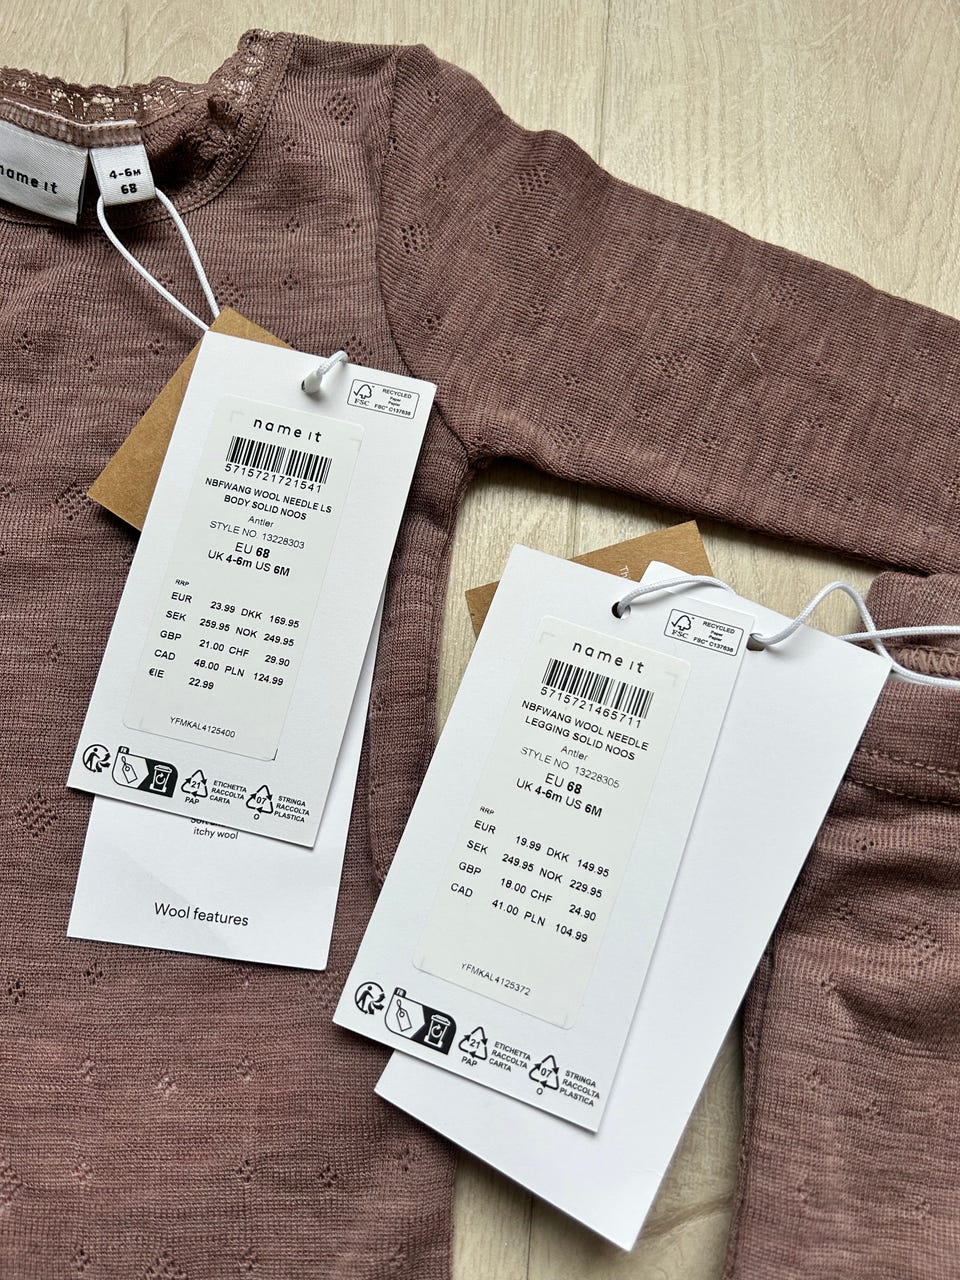 name it
4-6M
68
FSC
RECYCLED
Paper
Paper
FSC® C137638
name it
5715721721541
NBFWANG WOOL NEEDLE LS
BODY SOLID NOOS
Antler
STYLE NO 13228303
EU 68
UK 4-6m US 6M
RRP
EUR 23.99 DKK 169.95
SEK 259.95 NOK 249.95
GBP 21.00 CHF 29.90
CAD 48.00 PLN 124.99
€IE 22.99
YFMKAL4125400
FR
21
PAP
ETICHETTA
RACCOLTA
CARTA
07
O
STRINGA
RACCOLTA
PLASTICA
itchy wool
Wool features
FSC
RECYCLED
Paper
Paper
FSC® C137638
name it
5715721465711
NBFWANG WOOL NEEDLE
LEGGING SOLID NOOS
Antler
STYLE NO 13228305
EU 68
UK 4-6m US 6M
RRP
EUR 19.99 DKK 149.95
SEK 249.95 NOK 229.95
GBP 18.00 CHF 24.90
CAD 41.00 PLN 104.99
YFMKAL4125372
FR
21
PAP
ETICHETTA
RACCOLTA
CARTA
07
O
STRINGA
RACCOLTA
PLASTICA